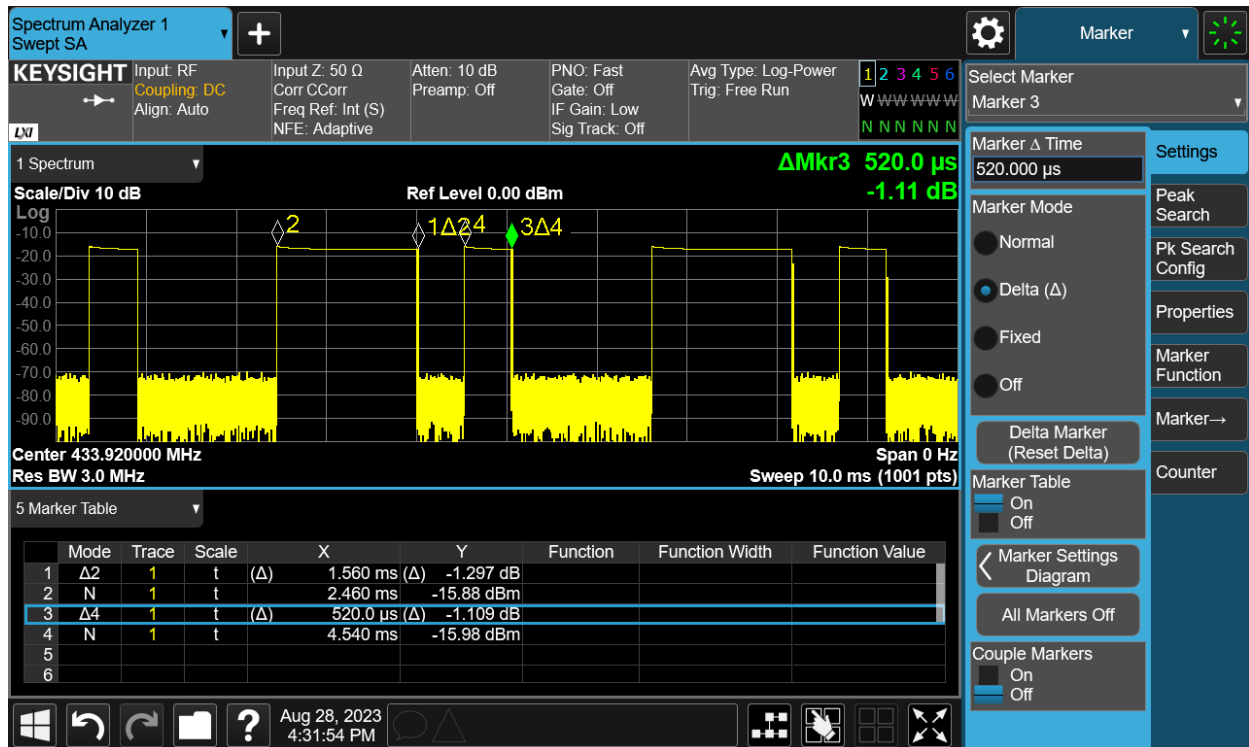 Spectrum Analyzer 1
Swept SA
Marker
KEYSIGHT
LXI
Input: RF
Coupling: DC
Align: Auto
Input Z: 50 Ω
Corr CCorr
Freq Ref: Int (S)
NFE: Adaptive
Atten: 10 dB
Preamp: Off
PNO: Fast
Gate: Off
IF Gain: Low
Sig Track: Off
Avg Type: Log-Power
Trig: Free Run
1 2 3 4 5 6
W W W W W W
N N N N N N
1 Spectrum
ΔMkr3 520.0 µs
-1.11 dB
Scale/Div 10 dB
Ref Level 0.00 dBm
Log
-10.0
-20.0
-30.0
-40.0
-50.0
-60.0
-70.0
-80.0
-90.0
2
1Δ2
4
3Δ4
Center 433.920000 MHz
Span 0 Hz
Res BW 3.0 MHz
Sweep 10.0 ms (1001 pts)
5 Marker Table
Mode Trace Scale X Y Function Function Width Function Value
1 Δ2 1 t (Δ) 1.560 ms (Δ) -1.297 dB
2 N 1 t 2.460 ms -15.88 dBm
3 Δ4 1 t (Δ) 520.0 µs (Δ) -1.109 dB
4 N 1 t 4.540 ms -15.98 dBm
5
6
Aug 28, 2023
4:31:54 PM
Select Marker
Marker 3
Marker Δ Time
520.000 µs
Marker Mode
Normal
Delta (Δ)
Fixed
Off
Delta Marker
(Reset Delta)
Marker Table
On
Off
Marker Settings
Diagram
All Markers Off
Couple Markers
On
Off
Settings
Peak
Search
Pk Search
Config
Properties
Marker
Function
Marker→
Counter